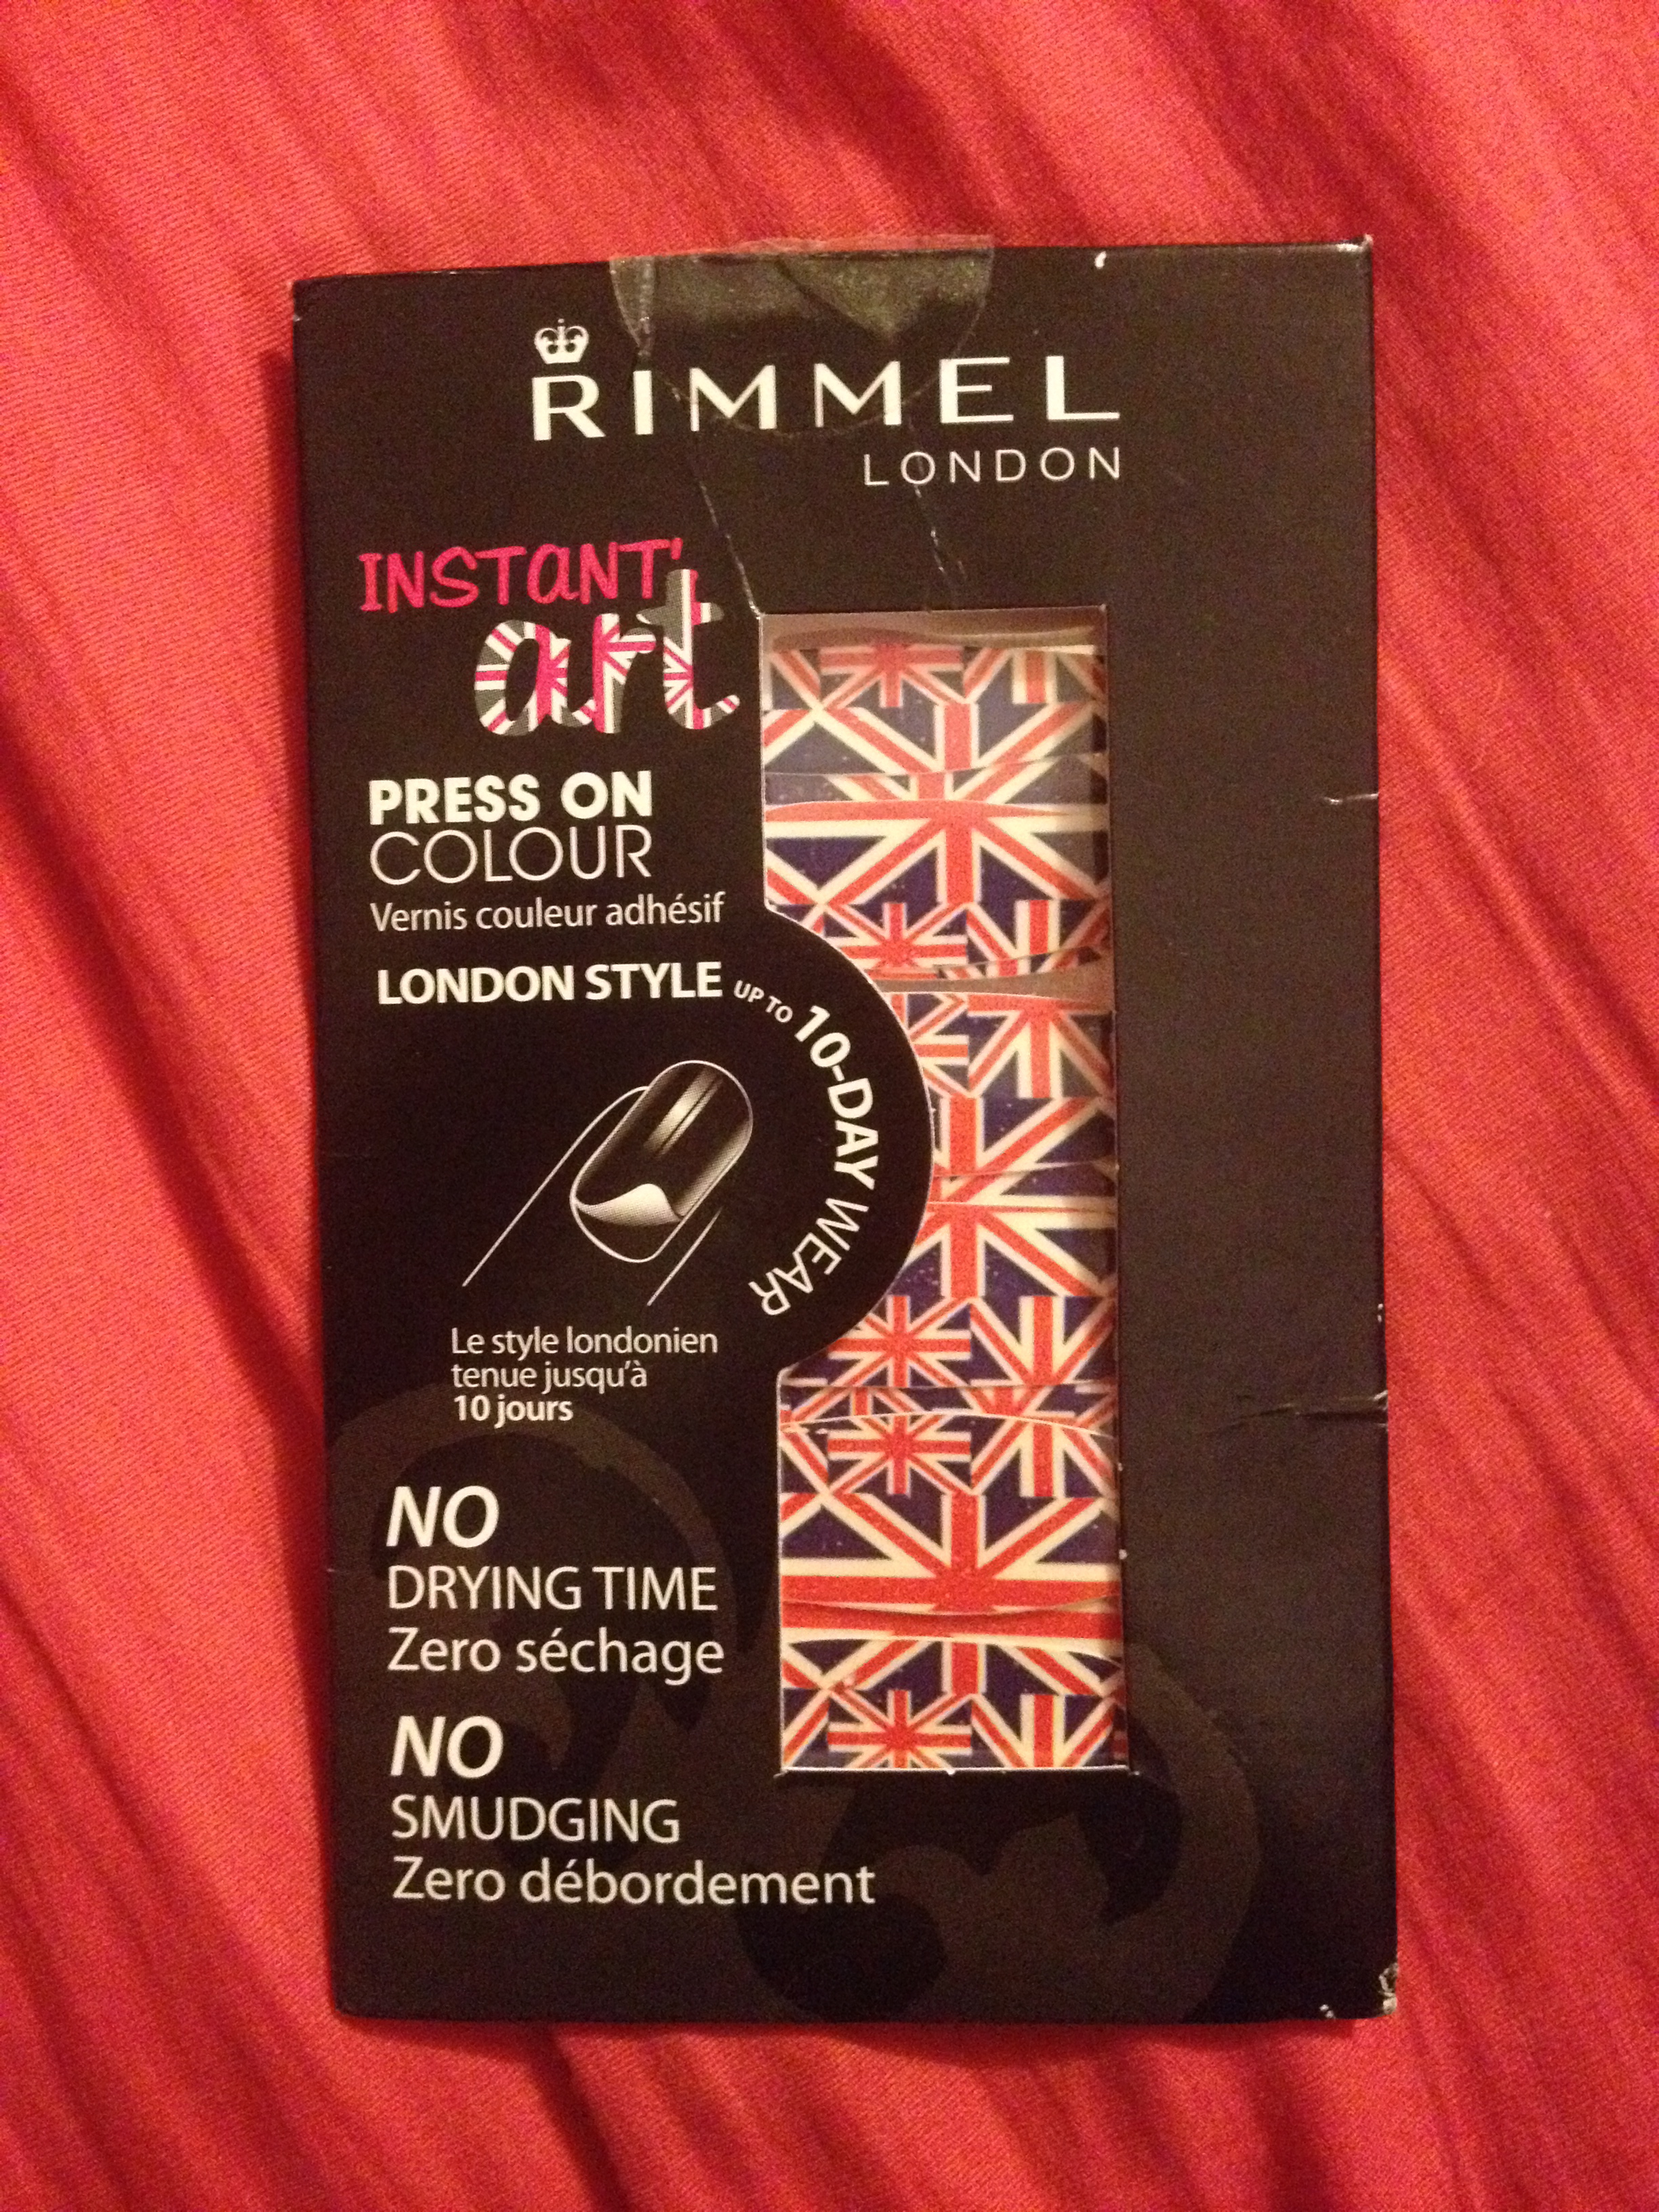 RIMMEL
LONDON
INSTANT'
art
PRESS ON
COLOUR
Vernis couleur adhésif
LONDON STYLE
UP TO 10-DAY WEAR
Le style londonien
tenue jusqu'à
10 jours
NO
DRYING TIME
Zero séchage
NO
SMUDGING
Zero débordement